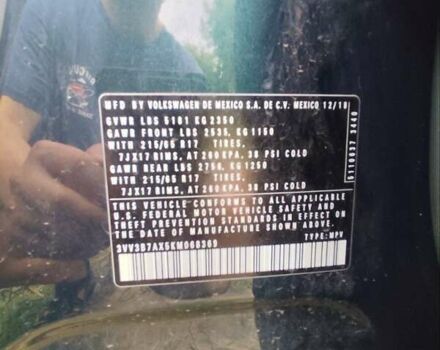 MFD BY VOLKSWAGEN DE MEXICO S.A. DE C.V. MEXICO 12/18
GVWR LBS 5181 KG 2350
GAWR FRONT LBS 2535, KG 1150
WITH 215/65 R17 TIRES,
7JX17 RIMS, AT 260 KPA, 38 PSI COLD
GAWR REAR LBS 2756, KG 1250
WITH 215/65 R17 TIRES,
7JX17 RIMS, AT 260 KPA, 38 PSI COLD
THIS VEHICLE CONFORMS TO ALL APPLICABLE
U.S. FEDERAL MOTOR VEHICLE SAFETY AND
THEFT PREVENTION STANDARDS IN EFFECT ON
THE DATE OF MANUFACTURE SHOWN ABOVE.
3VV3B7AX5KM060369 TYPE: MPV
5110037 3440